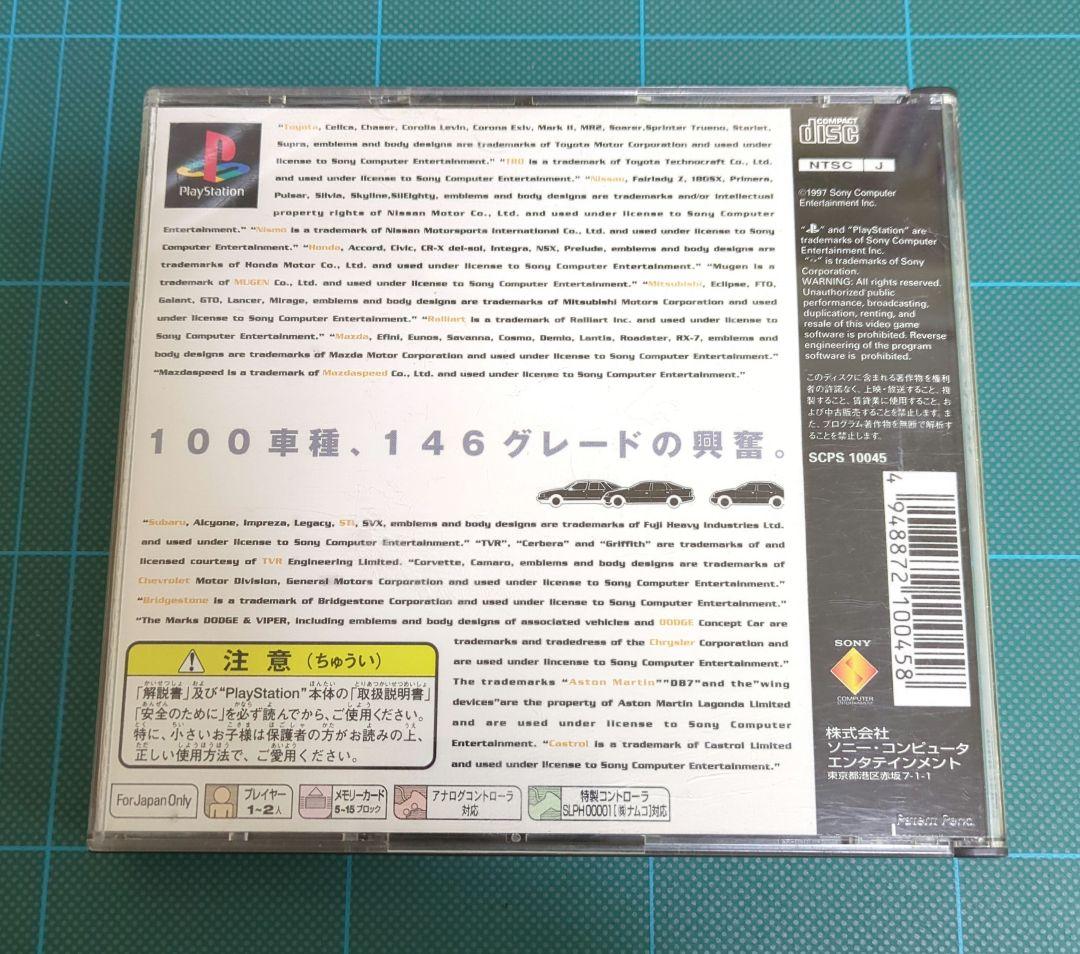 PlayStation
"Toyota, Celica, Chaser, Corolla Levin, Corona Exiv, Mark II, MR2, Soarer,Sprinter Trueno, Starlet,
Supra, emblems and body designs are trademarks of Toyota Motor Corporation and used under
license to Sony Computer Entertainment." "TRD is a trademark of Toyota Technocraft Co., Ltd.
and used under license to Sony Computer Entertainment." "Nissan, Fairlady Z, 180SX, Primera,
Pulsar, Silvia, Skyline,SilEighty, emblems and body designs are trademarks and/or intellectual
property rights of Nissan Motor Co., Ltd. and used under license to Sony Computer
Entertainment." "Nismo is a trademark of Nissan Motorsports International Co., Ltd. and used under license to Sony
Computer Entertainment." "Honda, Accord, Civic, CR-X del-sol, Integra, NSX, Prelude, emblems and body designs are
trademarks of Honda Motor Co., Ltd. and used under license to Sony Computer Entertainment." "Mugen is a
trademark of MUGEN Co., Ltd. and used under license to Sony Computer Entertainment." "Mitsubishi, Eclipse, FTO,
Galant, GTO, Lancer, Mirage, emblems and body designs are trademarks of Mitsubishi Motors Corporation and used
under license to Sony Computer Entertainment." "Ralliart is a trademark of Ralliart Inc. and used under license to
Sony Computer Entertainment." "Mazda, Efini, Eunos, Savanna, Cosmo, Demio, Lantis, Roadster, RX-7, emblems and
body designs are trademarks of Mazda Motor Corporation and used under license to Sony Computer Entertainment."
"Mazdaspeed is a trademark of Mazdaspeed Co., Ltd. and used under license to Sony Computer Entertainment."
100車種、146グレードの興奮。
"Subaru, Alcyone, Impreza, Legacy, STi, SVX, emblems and body designs are trademarks of Fuji Heavy Industries Ltd.
and used under license to Sony Computer Entertainment." "TVR", "Cerbera" and "Griffith" are trademarks of and
licensed courtesy of TVR Engineering Limited. "Corvette, Camaro, emblems and body designs are trademarks of
Chevrolet Motor Division, General Motors Corporation and used under license to Sony Computer Entertainment."
"Bridgestone is a trademark of Bridgestone Corporation and used under license to Sony Computer Entertainment."
"The Marks DODGE & VIPER, including emblems and body designs of associated vehicles and DODGE Concept Car are
trademarks and tradedress of the Chrysler Corporation and
are used under lincense to Sony Computer Entertainment."
The trademarks "Aston Martin""DB7"and the"wing
devices"are the property of Aston Martin Lagonda Limited
and are used under license to Sony Computer
Entertainment. "Castrol is a trademark of Castrol Limited
and used under license to Sony Computer Entertainment."
注意(ちゅうい)
「解説書」及び"PlayStation"本体の「取扱説明書」
「安全のために」を必ず読んでから、ご使用ください。
特に、小さいお子様は保護者の方がお読みの上、
正しい使用方法で、ご愛用ください。
For Japan Only
プレイヤー
1~2人
メモリーカード
5~15ブロック
アナログコントローラ
対応
特製コントローラ
SLPH 00001[㈱ナムコ]対応
COMPACT
disc
NTSC J
©1997 Sony Computer
Entertainment Inc.
" " and "PlayStation" are
trademarks of Sony Computer
Entertainment Inc.
" " is trademark of Sony
Corporation.
WARNING: All rights reserved.
Unauthorized public
performance, broadcasting,
duplication, renting, and
resale of this video game
software is prohibited. Reverse
engineering of the program
software is prohibited.
このディスクに含まれる著作物を権利
者の許諾なく、上映・放送すること、複
製すること、賃貸業に使用すること、お
よび中古販売することを禁止します。ま
た、プログラム著作物を無断で解析す
ることを禁止します。
SCPS 10045
4 948872 100458
SONY
COMPUTER
ENTERTAINMENT
株式会社
ソニー・コンピュータ
エンタテインメント
東京都港区赤坂7-1-1
Patent Pend.